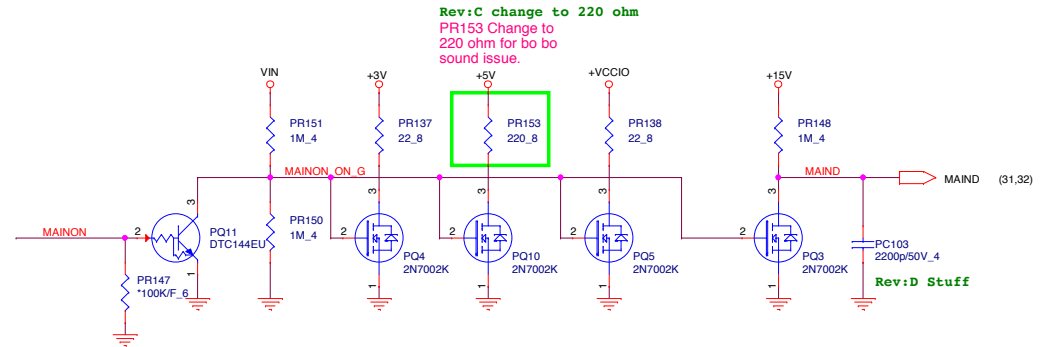 Rev:C change to 220 ohm
PR153 Change to
220 ohm for bo bo
sound issue.
VIN
+3V
+5V
+VCCIO
+15V
PR151
1M_4
PR137
22_8
PR153
220_8
PR138
22_8
PR148
1M_4
MAINON_ON_G
MAIND
MAIND
(31,32)
3
3
3
3
3
MAINON
2
PQ11
DTC144EU
PR150
1M_4
2
PQ4
2N7002K
2
PQ10
2N7002K
2
PQ5
2N7002K
2
PQ3
2N7002K
PC103
2200p/50V_4
Rev:D Stuff
PR147
*100K/F_6
1
1
1
1
1